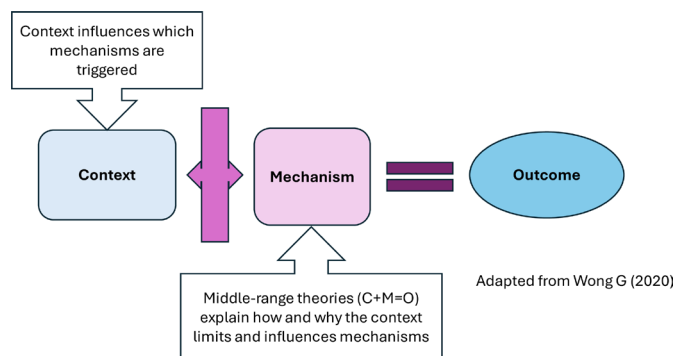 Context influences which
mechanisms are
triggered
Context
Mechanism
Outcome
Adapted from Wong G (2020)
Middle-range theories (C+M=O)
explain how and why the context
limits and influences mechanisms